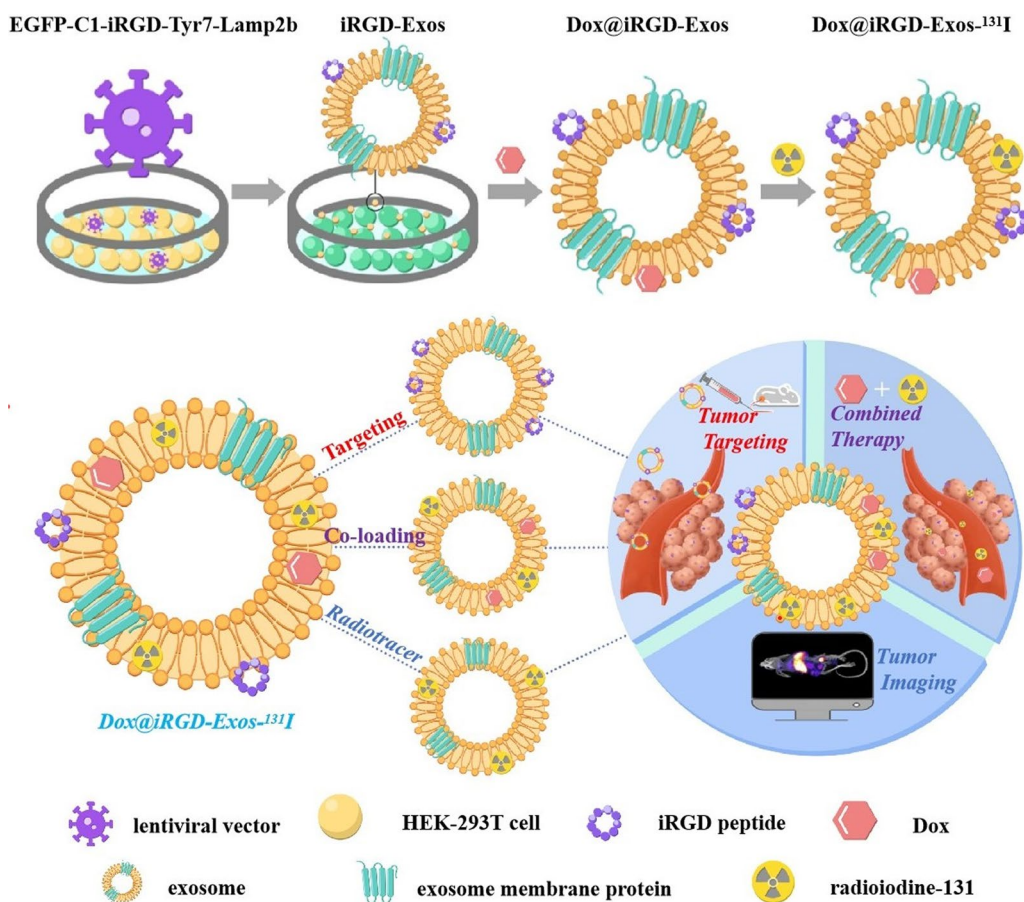 EGFP-C1-iRGD-Tyr7-Lamp2b
iRGD-Exos
Dox@iRGD-Exos
Dox@iRGD-Exos-¹³¹I
Targeting
Co-loading
Radiotracer
Dox@iRGD-Exos-¹³¹I
Tumor
Targeting
+
Combined
Therapy
Tumor
Imaging
lentiviral vector
HEK-293T cell
iRGD peptide
Dox
exosome
exosome membrane protein
radioiodine-131